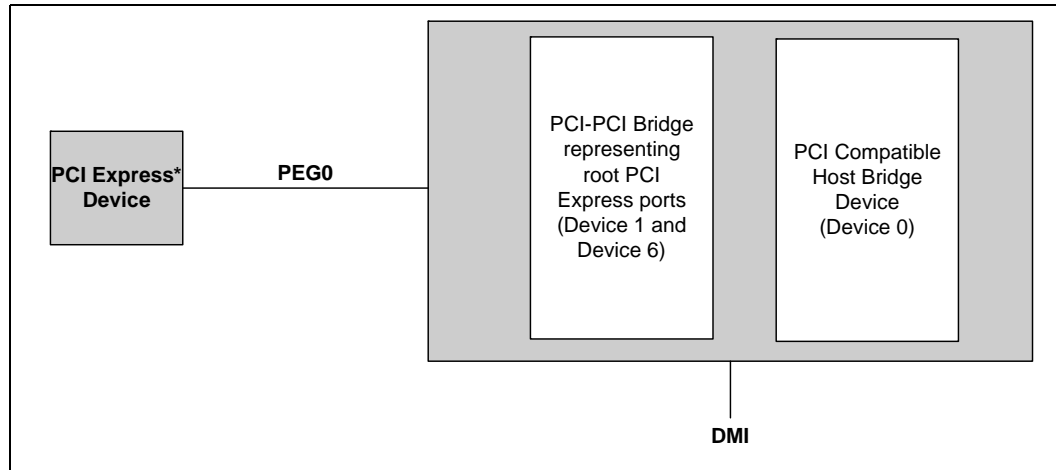 PCI Express*
Device
PEG0
PCI-PCI Bridge
representing
root PCI
Express ports
(Device 1 and
Device 6)
PCI Compatible
Host Bridge
Device
(Device 0)
DMI